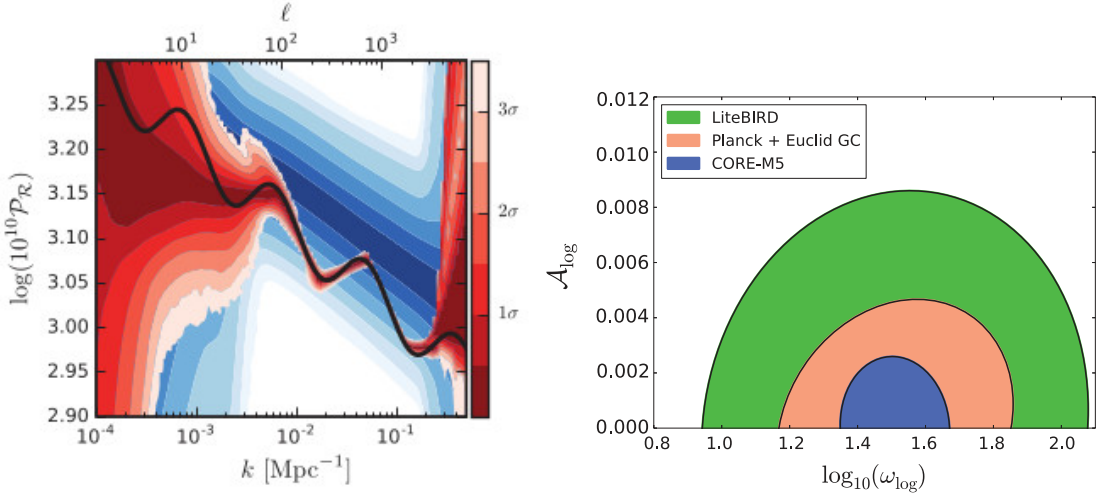 ℓ
10¹ 10² 10³
3.25
3.20
3.15
3.10
3.05
3.00
2.95
2.90
log(10¹⁰𝒫_ℛ)
10⁻⁴ 10⁻³ 10⁻² 10⁻¹
k [Mpc⁻¹]
3σ
2σ
1σ
0.012
0.010
0.008
0.006
0.004
0.002
0.000
𝒜_log
LiteBIRD
Planck + Euclid GC
CORE-M5
0.8 1.0 1.2 1.4 1.6 1.8 2.0
log₁₀(ω_log)